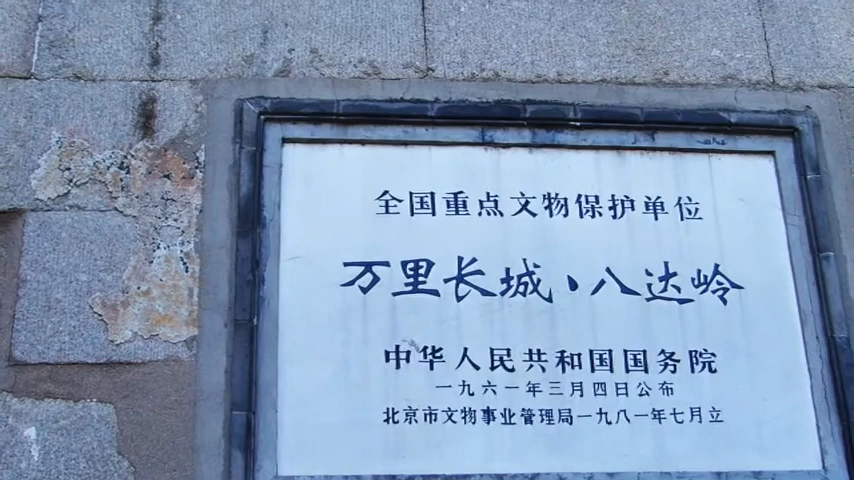 全国重点文物保护单位
万里长城·八达岭
中华人民共和国国务院
一九六一年三月四日公布
北京市文物事业管理局一九八一年七月立